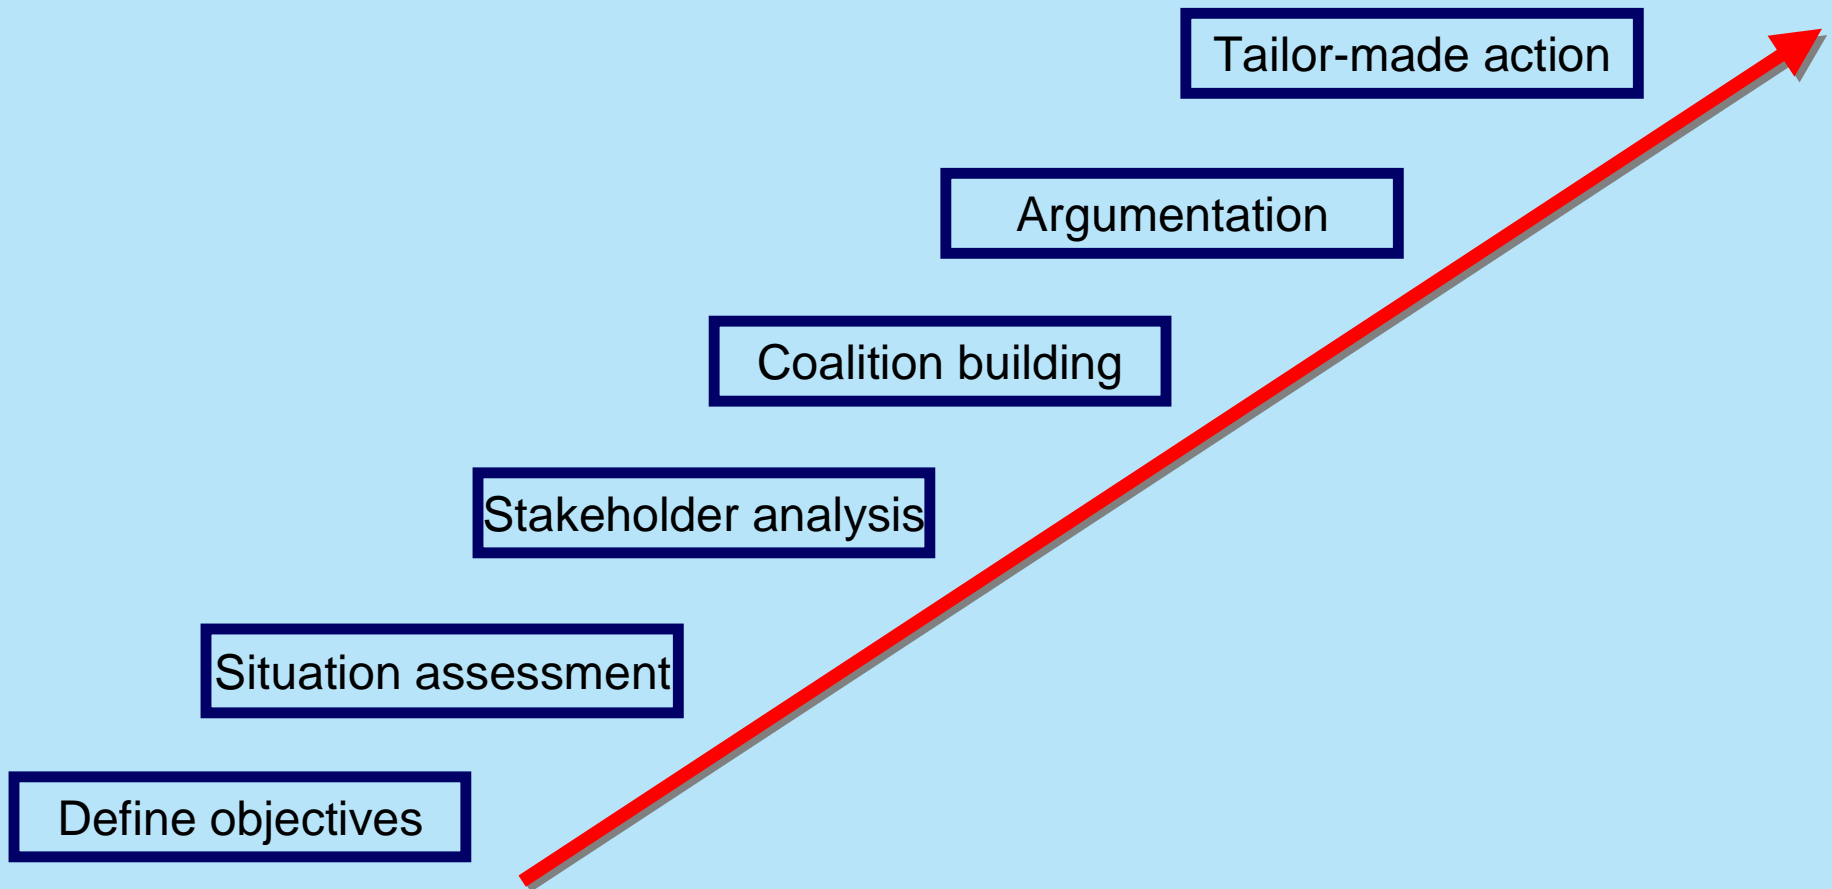 Tailor-made action
Argumentation
Coalition building
Stakeholder analysis
Situation assessment
Define objectives